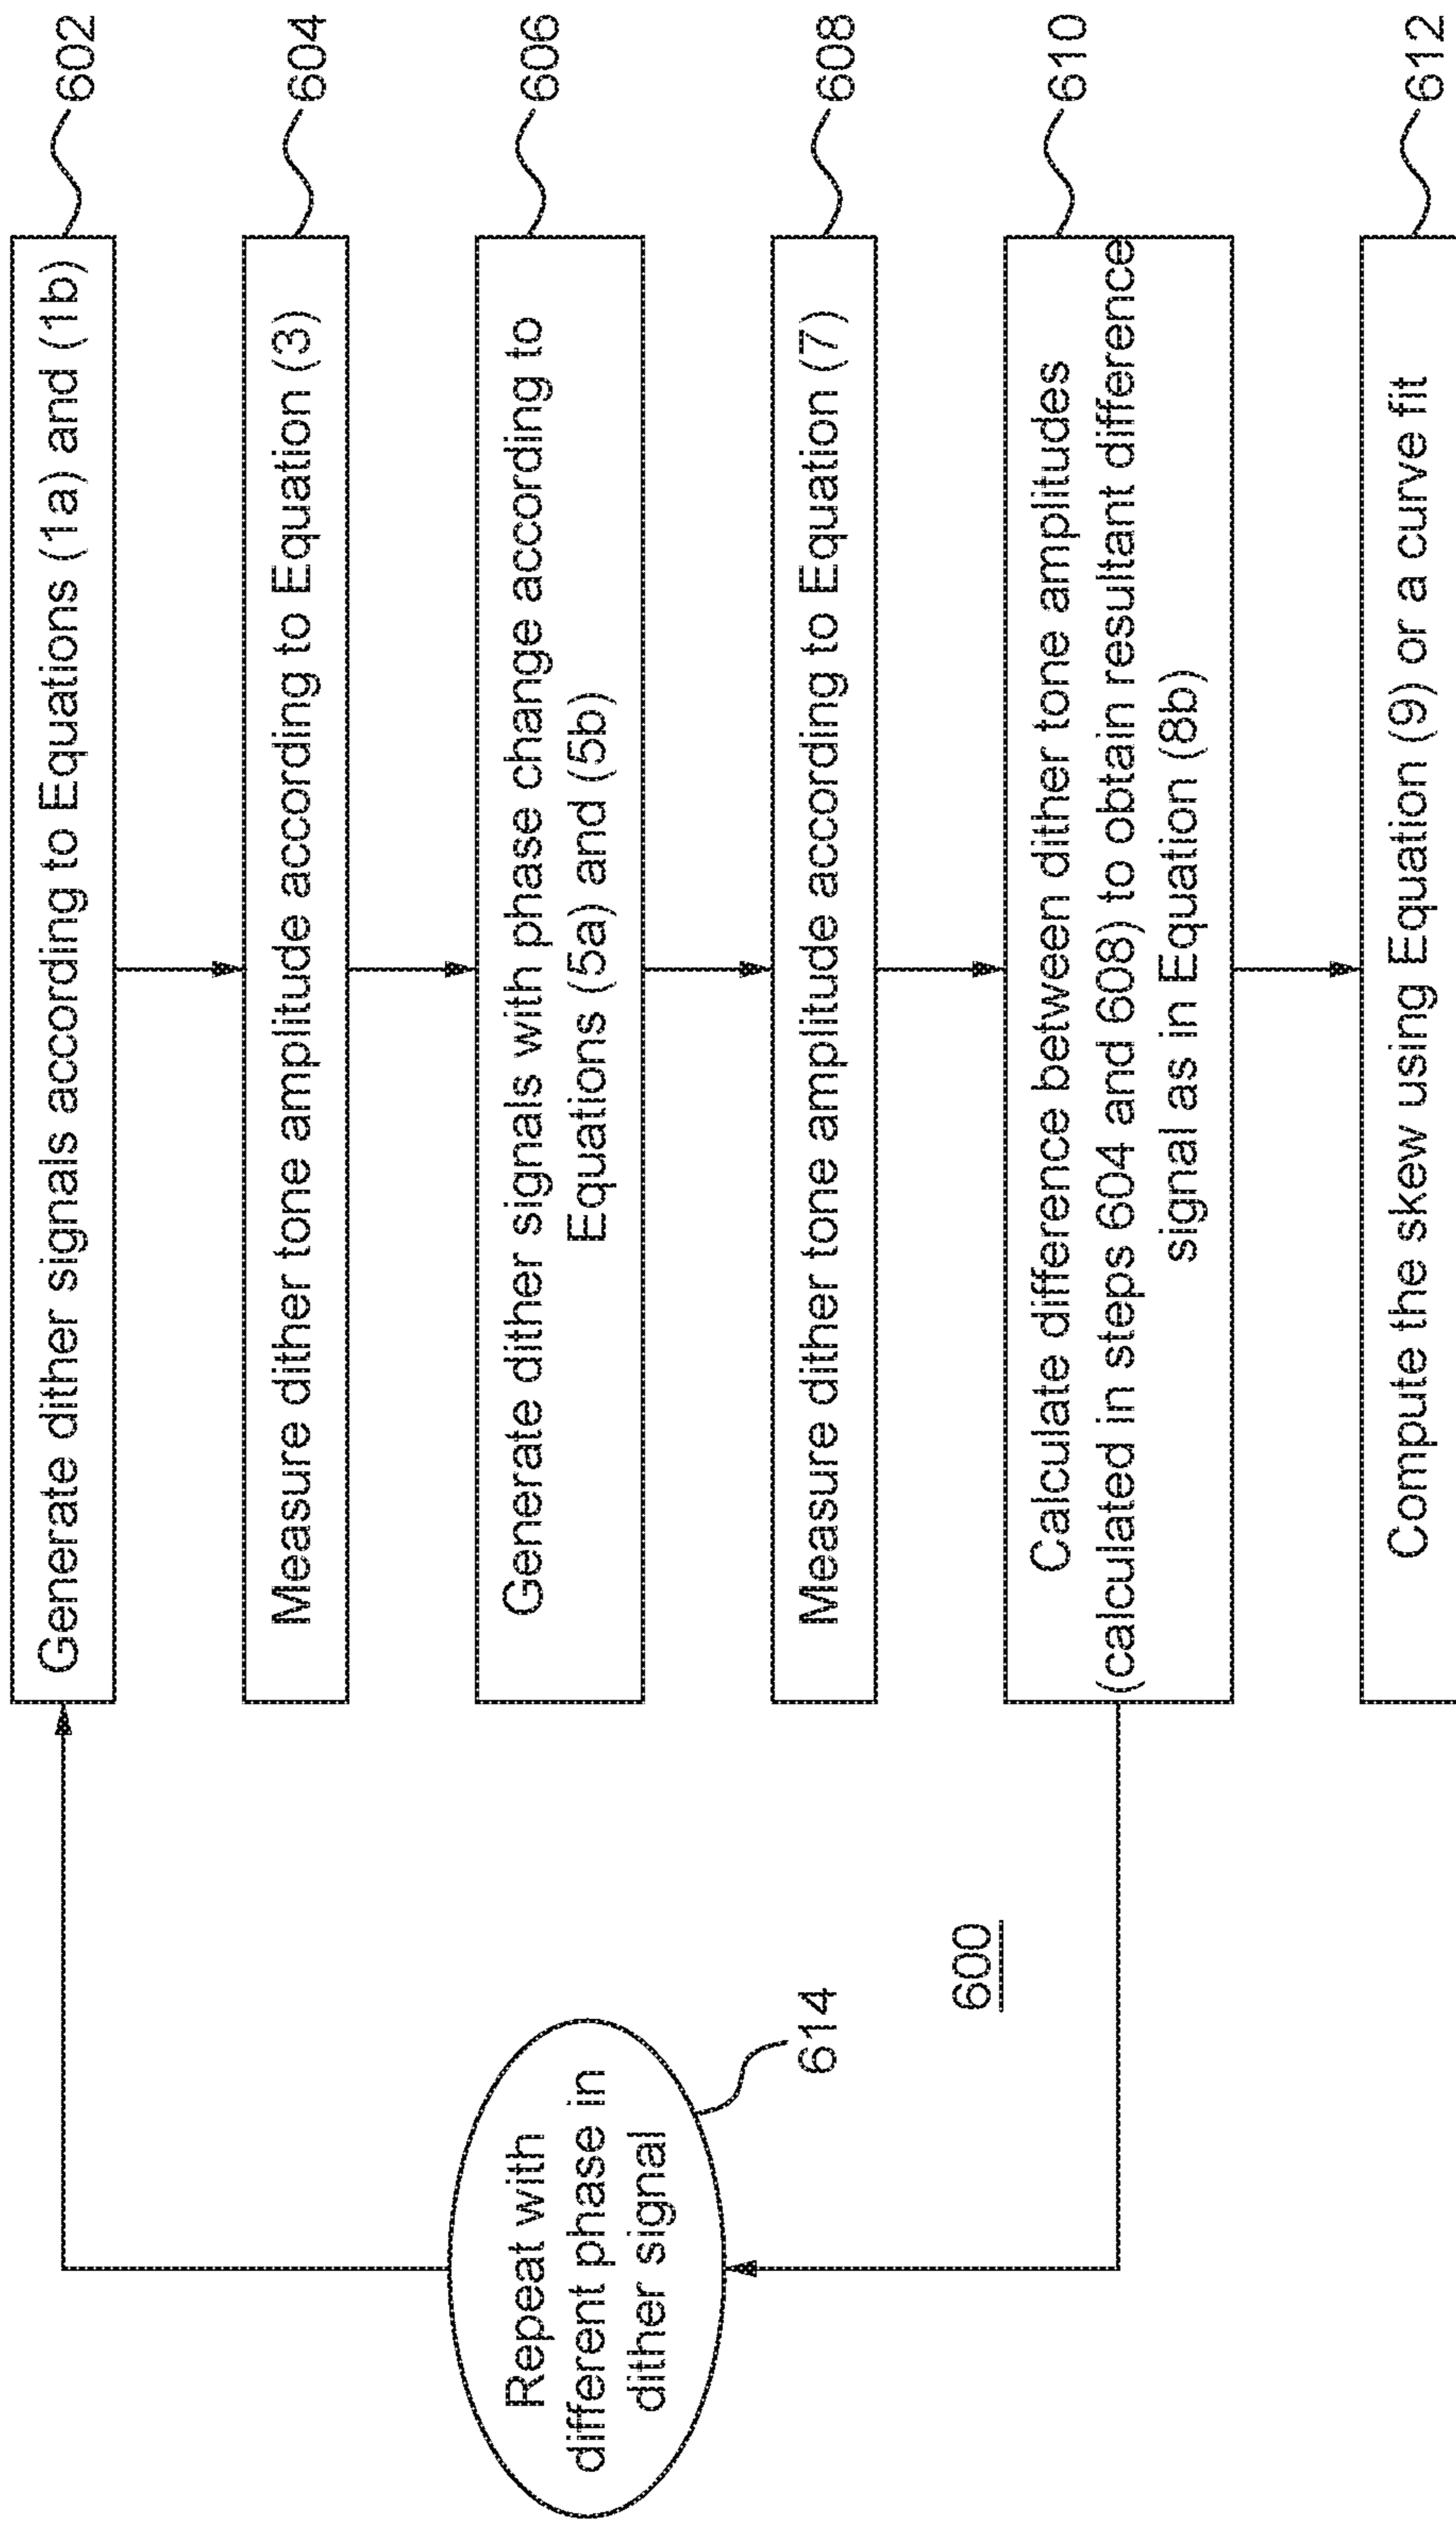 Generate dither signals according to Equations (1a) and (1b)
602
Measure dither tone amplitude according to Equation (3)
604
Generate dither signals with phase change according to
Equations (5a) and (5b)
606
Measure dither tone amplitude according to Equation (7)
608
Calculate difference between dither tone amplitudes
(calculated in steps 604 and 608) to obtain resultant difference
signal as in Equation (8b)
610
Compute the skew using Equation (9) or a curve fit
612
Repeat with
different phase in
dither signal
614
600